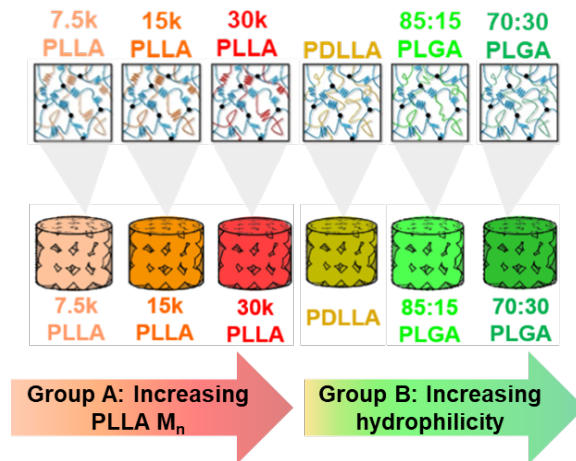 7.5k
PLLA
15k
PLLA
30k
PLLA
PDLLA
85:15
PLGA
70:30
PLGA
7.5k
PLLA
15k
PLLA
30k
PLLA
PDLLA
85:15
PLGA
70:30
PLGA
Group A: Increasing
PLLA Mn
Group B: Increasing
hydrophilicity